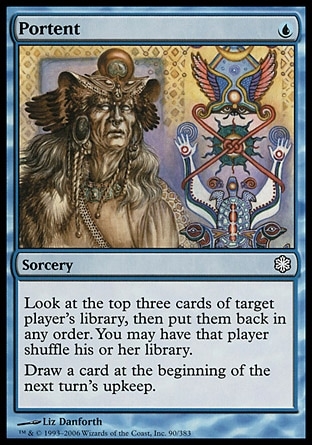 Portent
Sorcery
Look at the top three cards of target
player's library, then put them back in
any order. You may have that player
shuffle his or her library.
Draw a card at the beginning of the
next turn's upkeep.
Liz Danforth
™ & © 1993–2006 Wizards of the Coast, Inc. 90/383